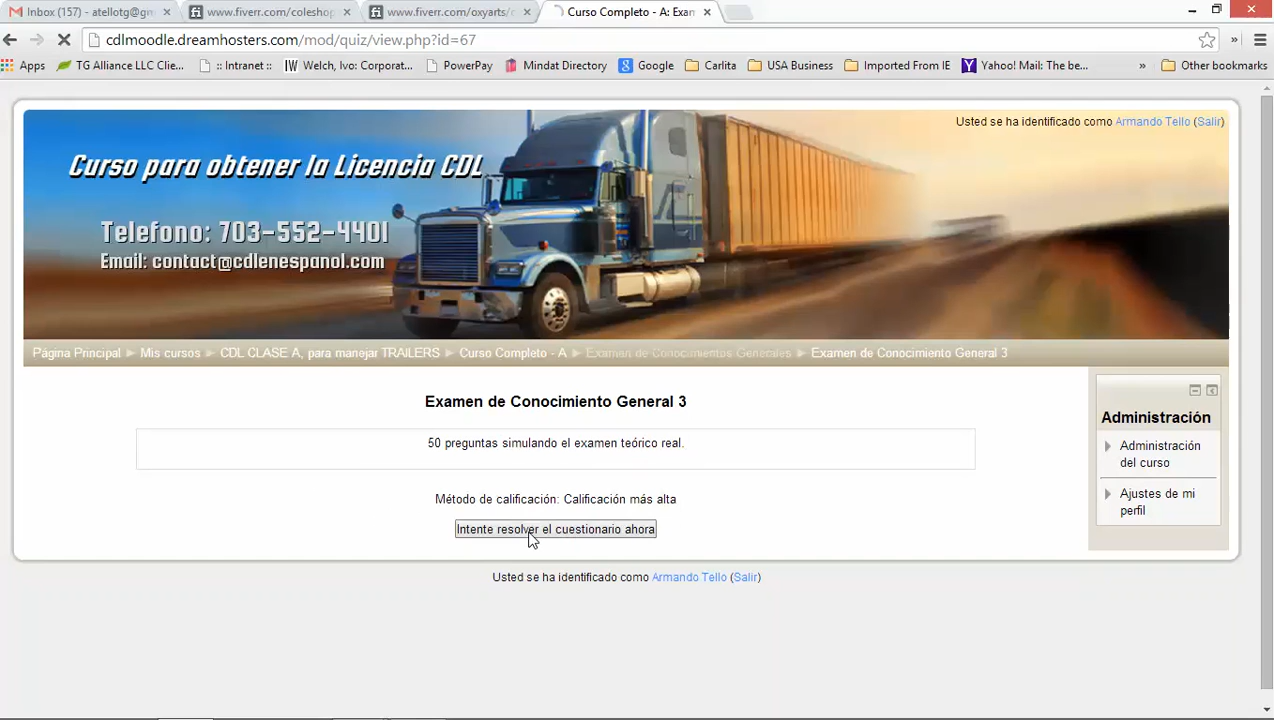 Inbox (157) - atellotg@gm
www.fiverr.com/coleshop
www.fiverr.com/oxyarts/
Curso Completo - A: Exan
cdlmoodle.dreamhosters.com/mod/quiz/view.php?id=67
Apps
TG Alliance LLC Clie...
:: Intranet ::
Welch, Ivo: Corporat...
PowerPay
Mindat Directory
Google
Carlita
USA Business
Imported From IE
Yahoo! Mail: The be...
»
Other bookmarks
Usted se ha identificado como Armando Tello (Salir)
Curso para obtener la Licencia CDL
Telefono: 703-552-4401
Email: contact@cdlenespanol.com
Página Principal ► Mis cursos ► CDL CLASE A, para manejar TRAILERS ► Curso Completo - A ► Examen de Conocimientos Generales ► Examen de Conocimiento General 3
Examen de Conocimiento General 3
50 preguntas simulando el examen teórico real.
Método de calificación: Calificación más alta
Intente resolver el cuestionario ahora
Administración
Administración
del curso
Ajustes de mi
perfil
Usted se ha identificado como Armando Tello (Salir)